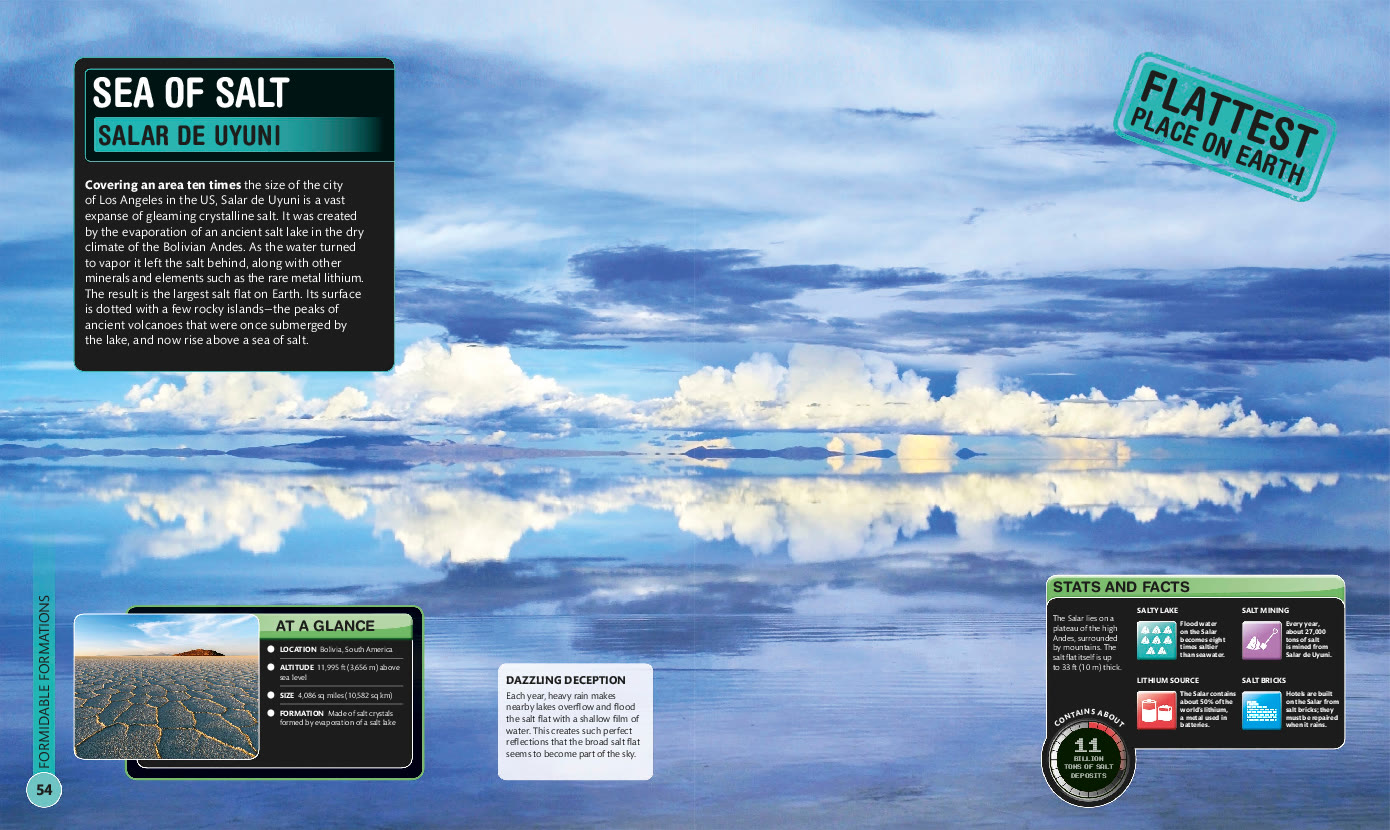 SEA OF SALT
SALAR DE UYUNI
Covering an area ten times the size of the city
of Los Angeles in the US, Salar de Uyuni is a vast
expanse of gleaming crystalline salt. It was created
by the evaporation of an ancient salt lake in the dry
climate of the Bolivian Andes. As the water turned
to vapor it left the salt behind, along with other
minerals and elements such as the rare metal lithium.
The result is the largest salt flat on Earth. Its surface
is dotted with a few rocky islands—the peaks of
ancient volcanoes that were once submerged by
the lake, and now rise above a sea of salt.
FLATTEST
PLACE ON EARTH
AT A GLANCE
LOCATION Bolivia, South America
ALTITUDE 11,995 ft (3,656 m) above
sea level
SIZE 4,086 sq miles (10,582 sq km)
FORMATION Made of salt crystals
formed by evaporation of a salt lake
DAZZLING DECEPTION
Each year, heavy rain makes
nearby lakes overflow and flood
the salt flat with a shallow film of
water. This creates such perfect
reflections that the broad salt flat
seems to become part of the sky.
STATS AND FACTS
The Salar lies on a
plateau of the high
Andes, surrounded
by mountains. The
salt flat itself is up
to 33 ft (10 m) thick.
SALTY LAKE
Flood water
on the Salar
becomes eight
times saltier
than seawater.
SALT MINING
Every year,
about 27,000
tons of salt
is mined from
Salar de Uyuni.
LITHIUM SOURCE
The Salar contains
about 50% of the
world's lithium,
a metal used in
batteries.
SALT BRICKS
Hotels are built
on the Salar from
salt bricks; they
must be repaired
when it rains.
CONTAINS ABOUT
11
BILLION
TONS OF SALT
DEPOSITS
FORMIDABLE FORMATIONS
54